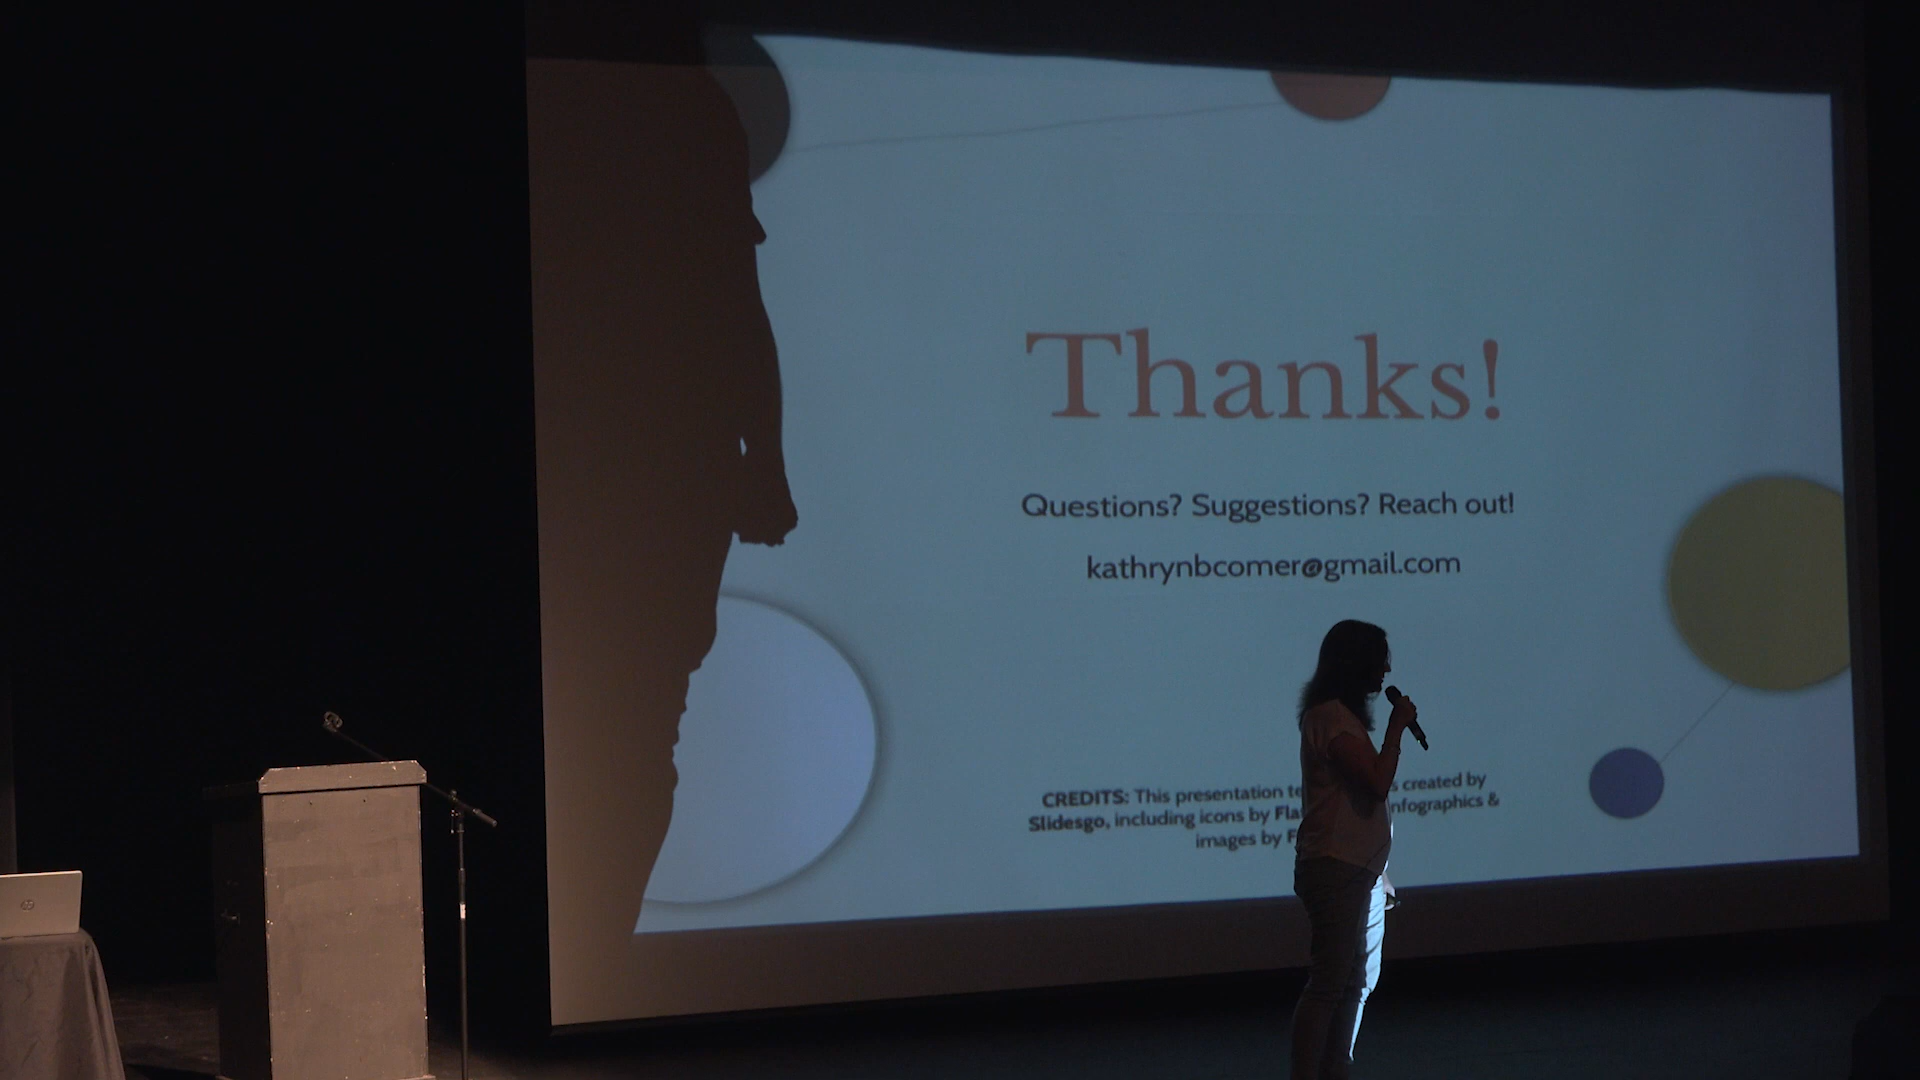 Thanks!
Questions? Suggestions? Reach out!
kathrynbcomer@gmail.com
CREDITS: This presentation created by
Slidesgo, including icons by &
images by